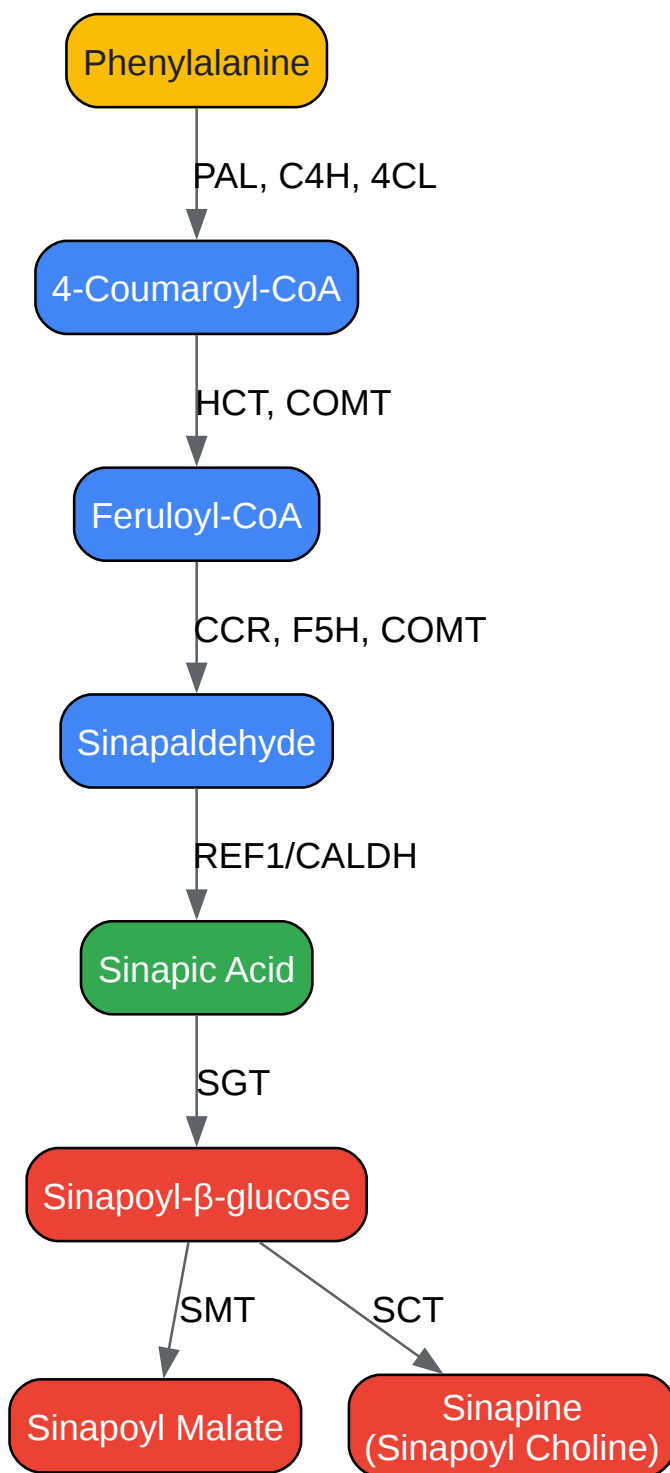 Phenylalanine
PAL, C4H, 4CL
4-Coumaroyl-CoA
HCT, COMT
Feruloyl-CoA
CCR, F5H, COMT
Sinapaldehyde
REF1/CALDH
Sinapic Acid
SGT
Sinapoyl-β-glucose
SMT
SCT
Sinapoyl Malate
Sinapine
(Sinapoyl Choline)